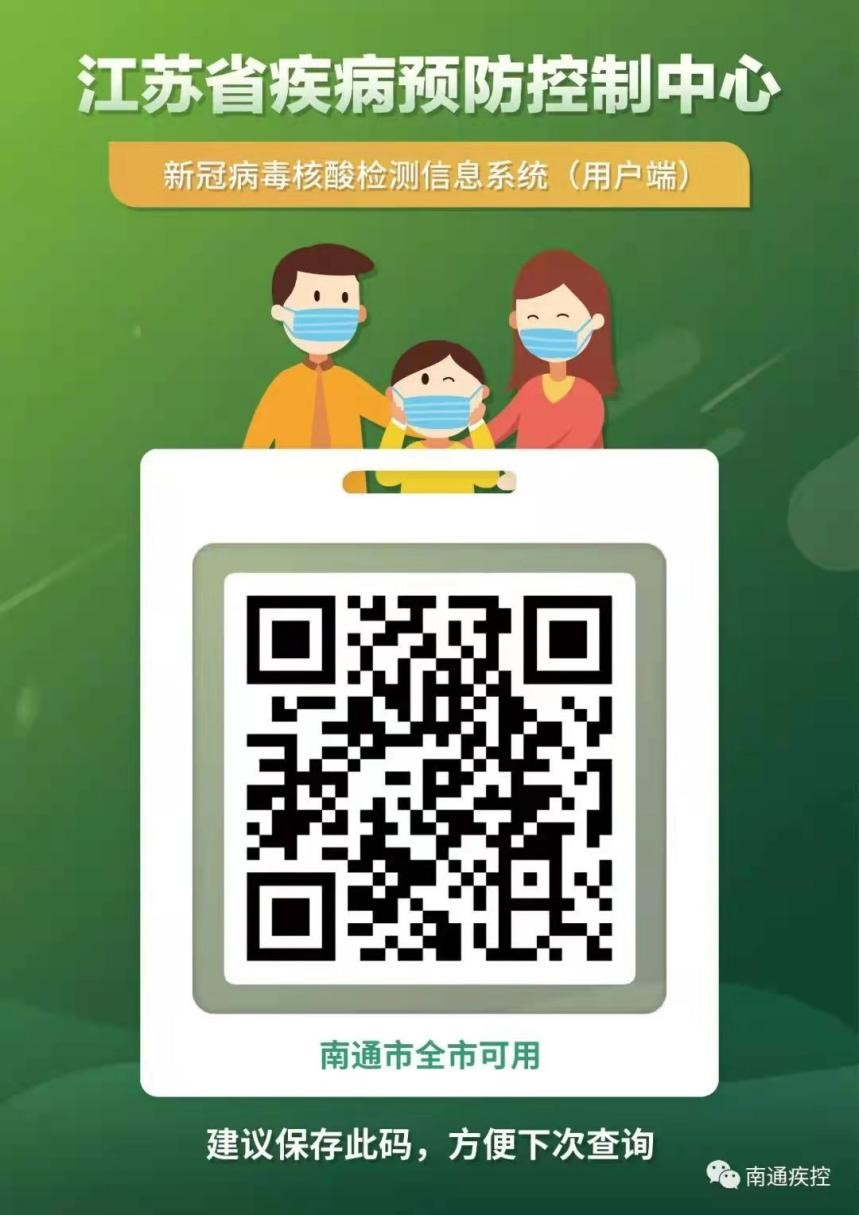 江苏省疾病预防控制中心
新冠病毒核酸检测信息系统（用户端）
南通市全市可用
建议保存此码，方便下次查询
南通疾控